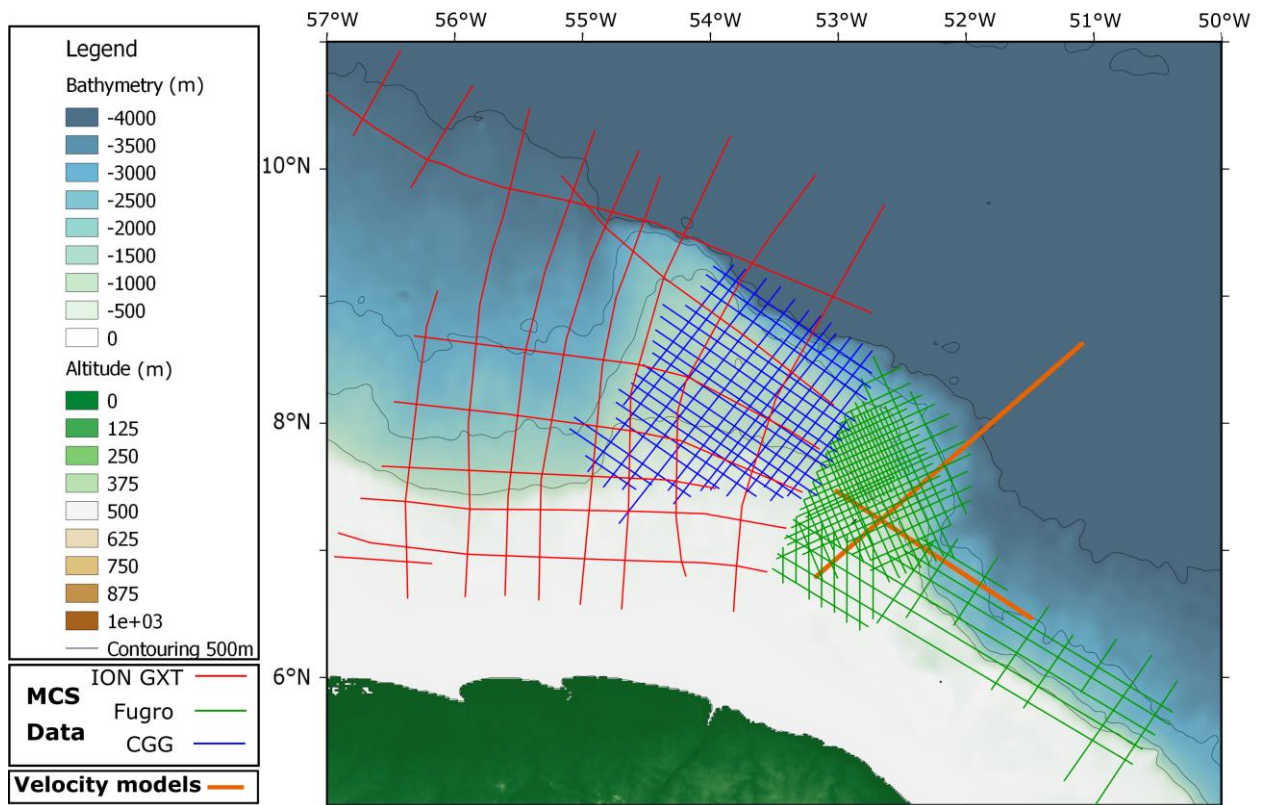 57°W 56°W 55°W 54°W 53°W 52°W 51°W 50°W
Legend
Bathymetry (m)
-4000
-3500
-3000
-2500
-2000
-1500
-1000
-500
0
Altitude (m)
0
125
250
375
500
625
750
875
1e+03
Contouring 500m
MCS Data
ION GXT
Fugro
CGG
Velocity models
10°N
8°N
6°N